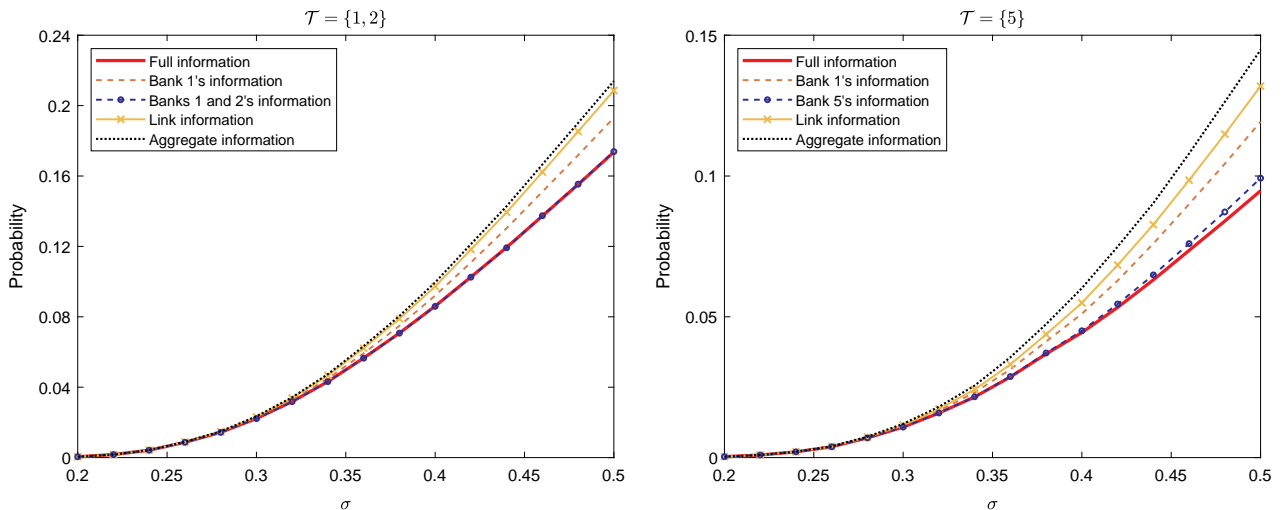 𝒯 = {1, 2}
Probability
0.24
0.2
0.16
0.12
0.08
0.04
0
Full information
Bank 1's information
Banks 1 and 2's information
Link information
Aggregate information
0.2 0.25 0.3 0.35 0.4 0.45 0.5
σ
𝒯 = {5}
Probability
0.15
0.1
0.05
0
Full information
Bank 1's information
Bank 5's information
Link information
Aggregate information
0.2 0.25 0.3 0.35 0.4 0.45 0.5
σ